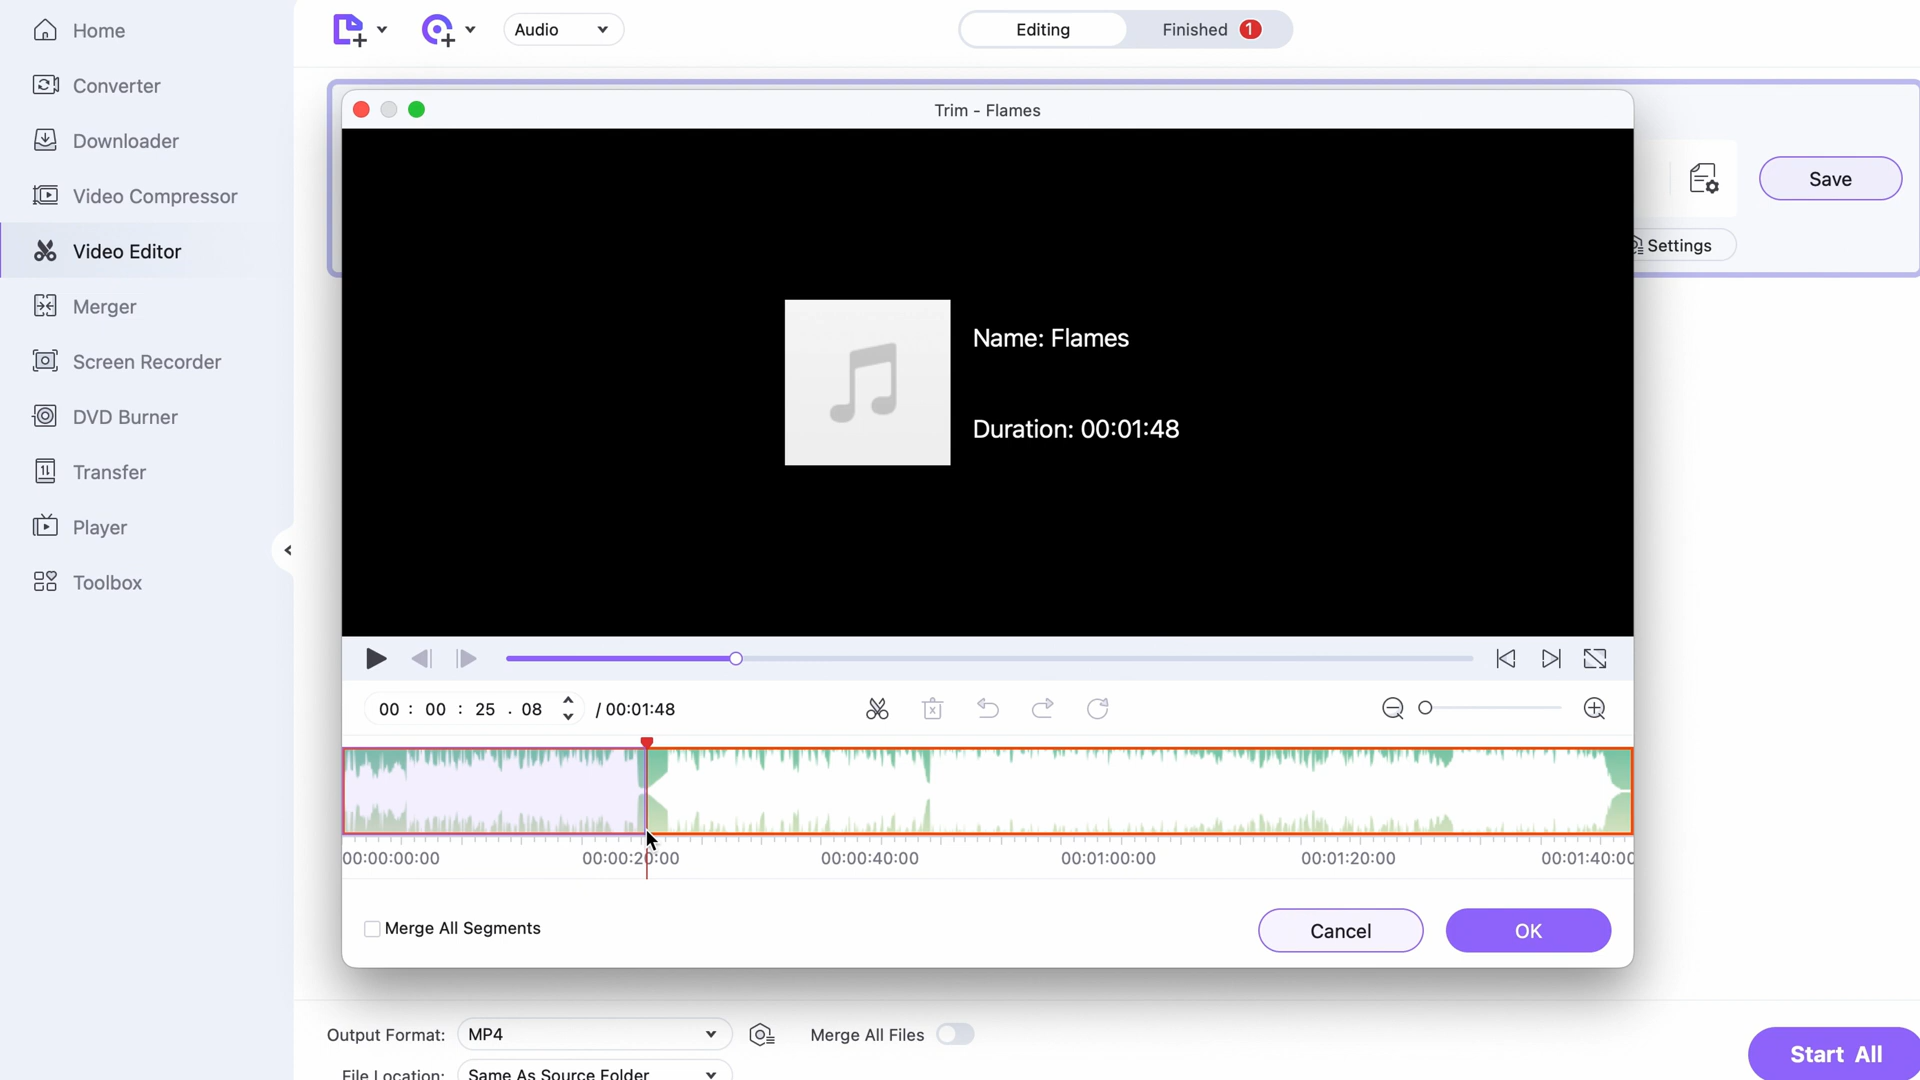 Home
Converter
Downloader
Video Compressor
Video Editor
Merger
Screen Recorder
DVD Burner
Transfer
Player
Toolbox
Audio
Editing
Finished 1
Trim - Flames
Save
Settings
Name: Flames
Duration: 00:01:48
00 : 00 : 25 . 08 / 00:01:48
00:00:00:00 00:00:20:00 00:00:40:00 00:01:00:00 00:01:20:00 00:01:40:00
Merge All Segments
Cancel
OK
Output Format: MP4
Merge All Files
Start All
File Location: Same As Source Folder